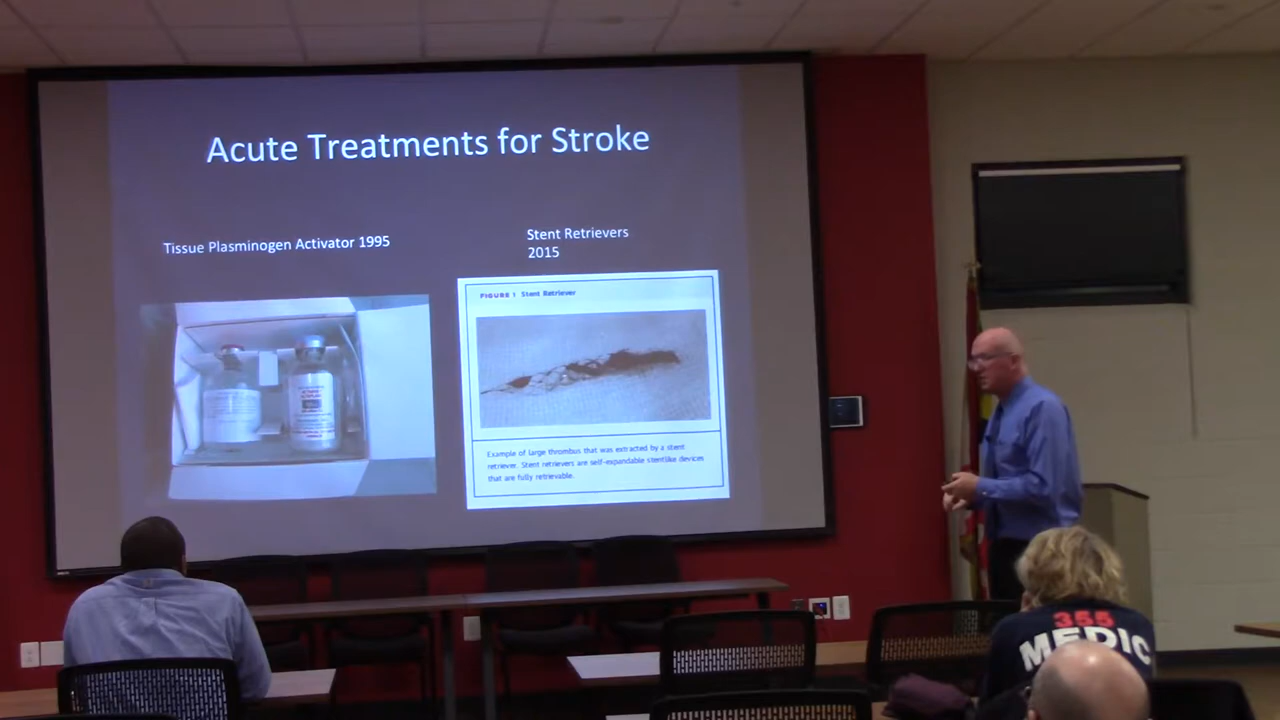 Acute Treatments for Stroke
Tissue Plasminogen Activator 1995
Stent Retrievers
2015
FIGURE 1 Stent Retriever
Example of large thrombus that was extracted by a stent
retriever. Stent retrievers are self-expandable stentlike devices
that are fully retrievable.
355
MEDIC